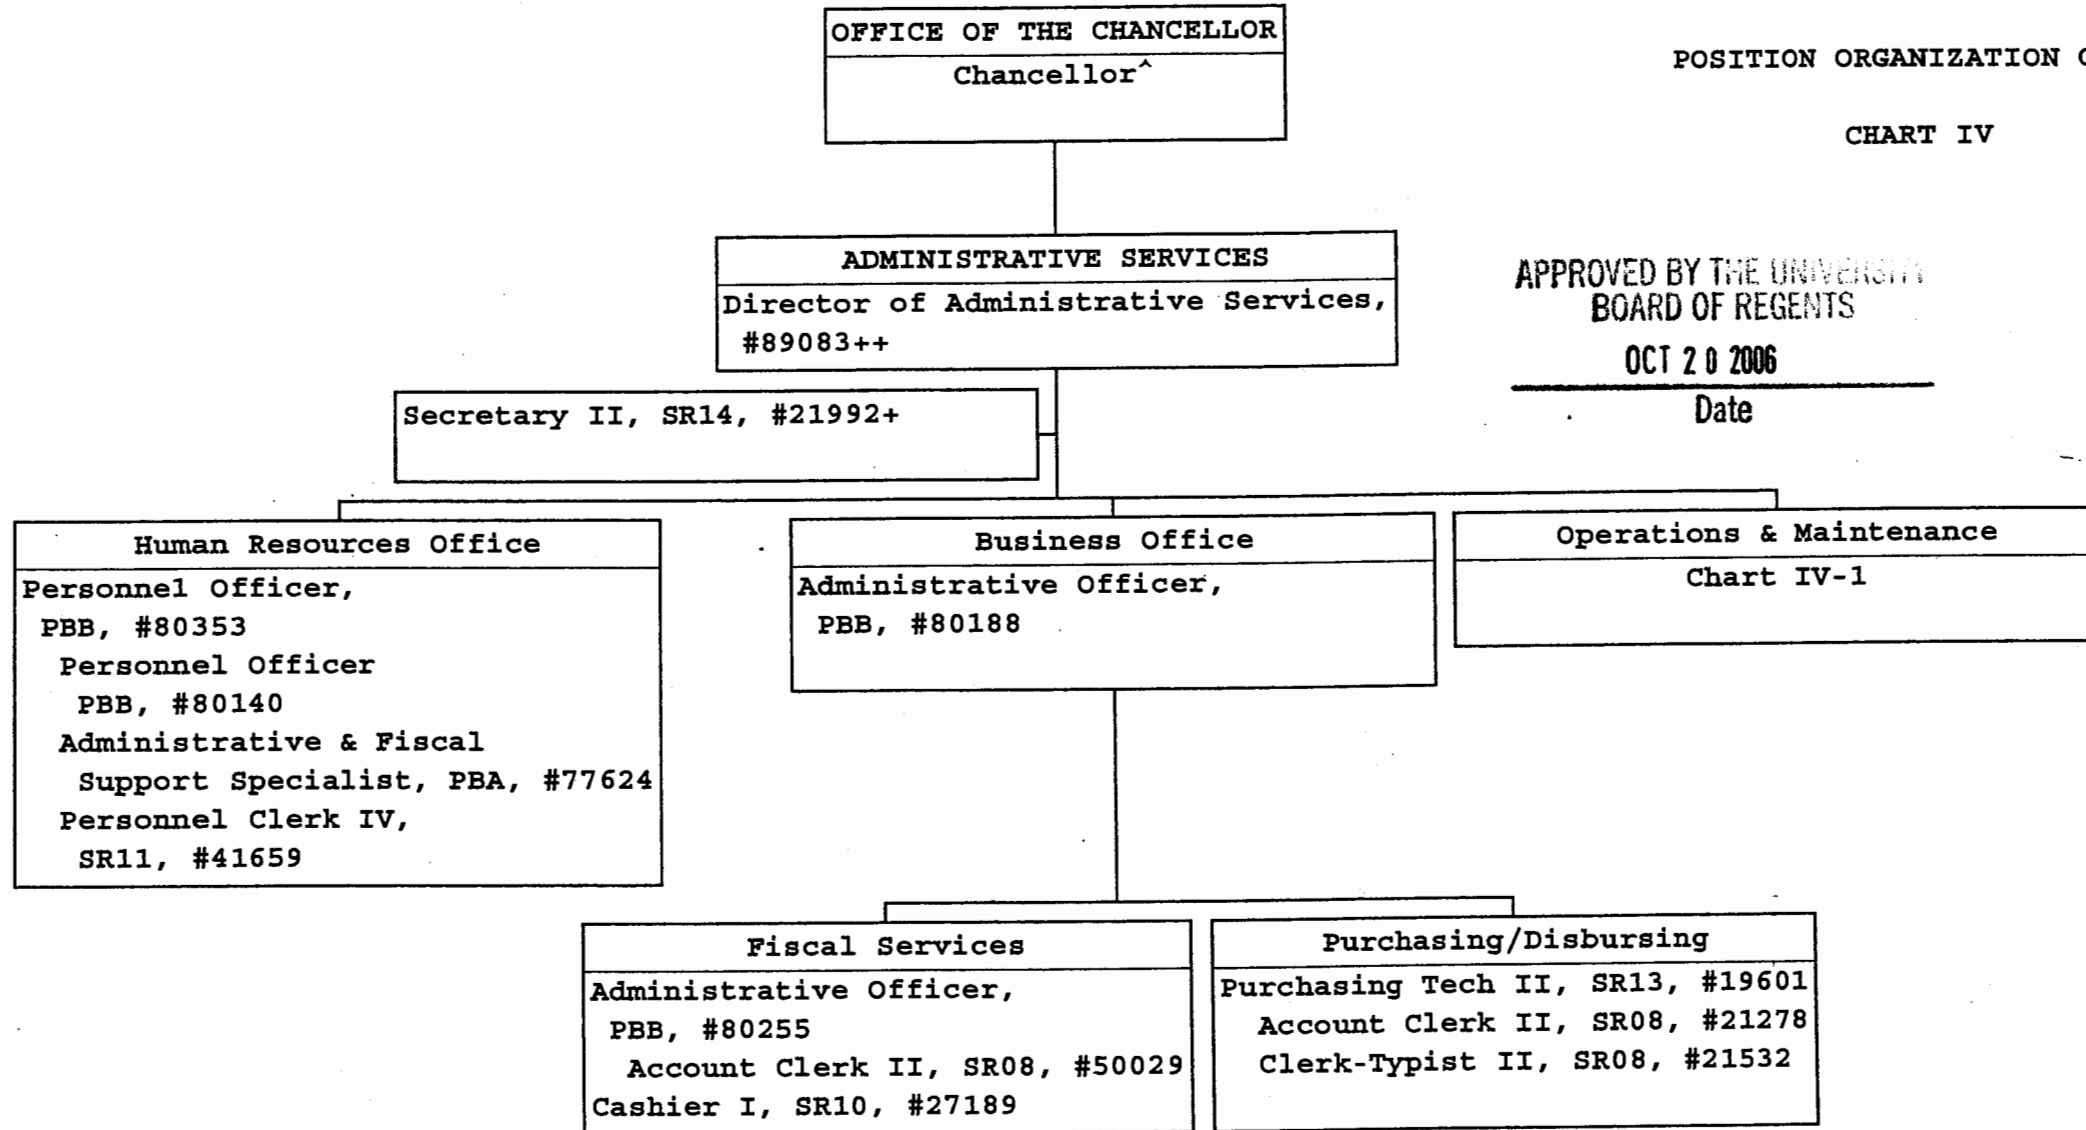 OFFICE OF THE CHANCELLOR
Chancellor^
POSITION ORGANIZATION
CHART IV
ADMINISTRATIVE SERVICES
Director of Administrative Services,
#89083++
APPROVED BY THE UNIVERSITY
BOARD OF REGENTS
OCT 20 2006
Date
Secretary II, SR14, #21992+
Human Resources Office
Personnel Officer,
PBB, #80353
Personnel Officer
PBB, #80140
Administrative & Fiscal
Support Specialist, PBA, #77624
Personnel Clerk IV,
SR11, #41659
Business Office
Administrative Officer,
PBB, #80188
Operations & Maintenance
Chart IV-1
Fiscal Services
Administrative Officer,
PBB, #80255
Account Clerk II, SR08, #50029
Cashier I, SR10, #27189
Purchasing/Disbursing
Purchasing Tech II, SR13, #19601
Account Clerk II, SR08, #21278
Clerk-Typist II, SR08, #21532